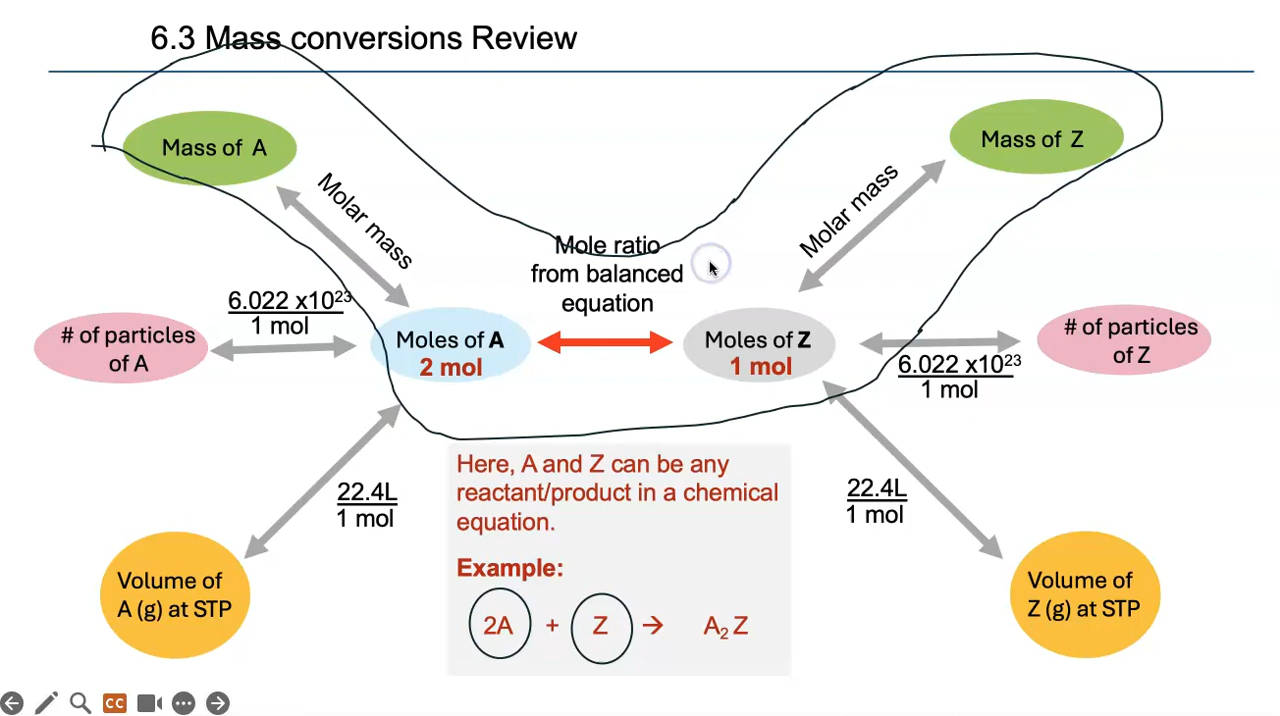 6.3 Mass conversions Review
Mass of A
Mass of Z
Molar mass
Molar mass
Mole ratio
from balanced
equation
# of particles
of A
6.022 x10²³
1 mol
Moles of A
2 mol
Moles of Z
1 mol
6.022 x10²³
1 mol
# of particles
of Z
22.4L
1 mol
22.4L
1 mol
Here, A and Z can be any
reactant/product in a chemical
equation.
Example:
2A + Z → A₂ Z
Volume of
A (g) at STP
Volume of
Z (g) at STP
CC